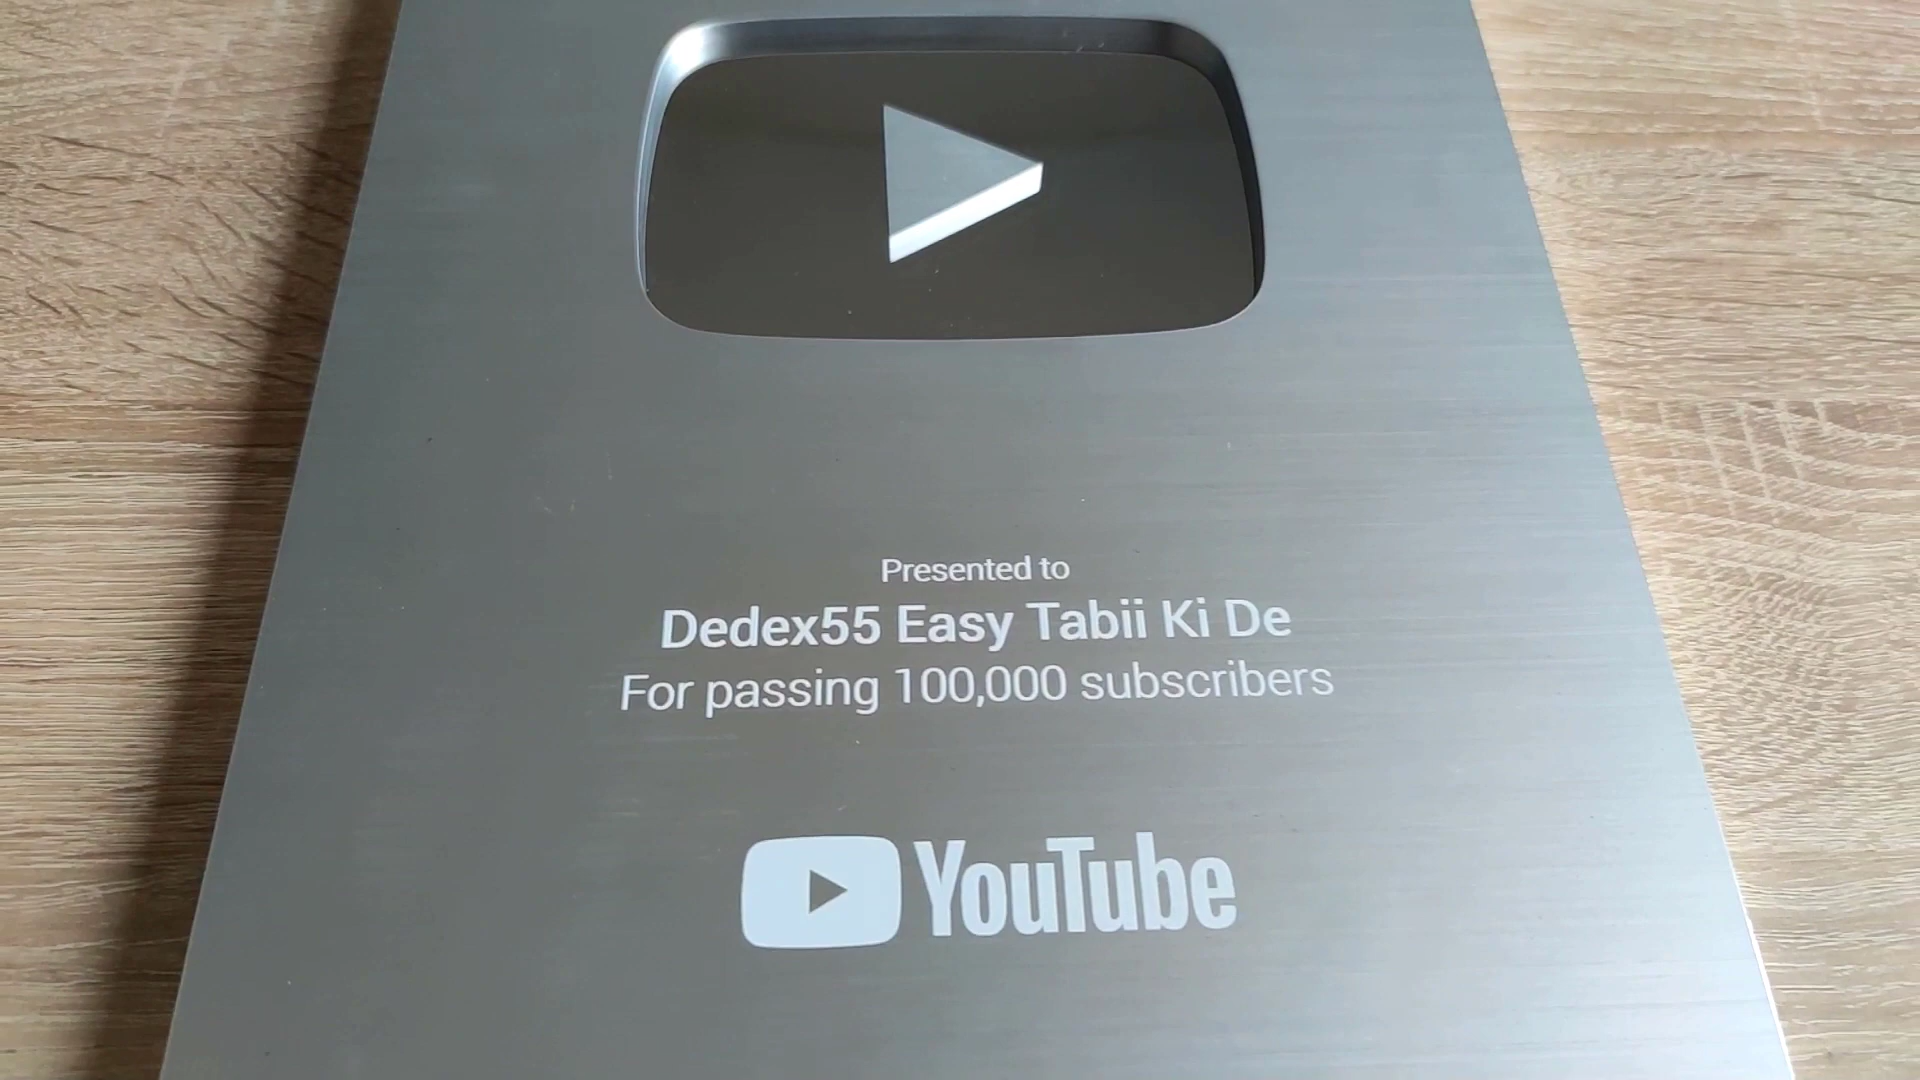 Presented to
Dedex55 Easy Tabii Ki De
For passing 100,000 subscribers
YouTube